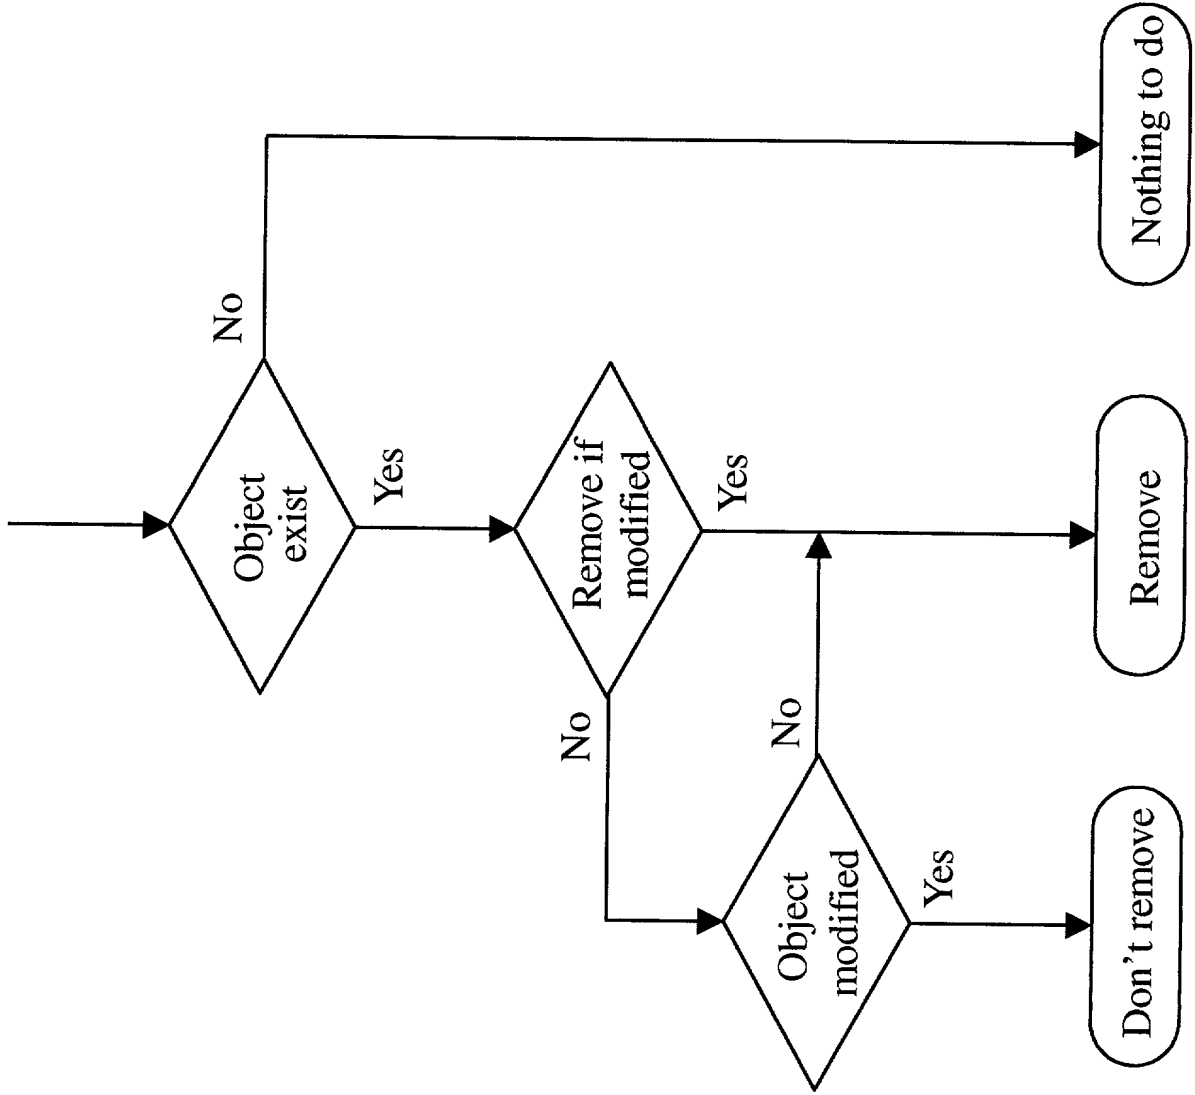 Object
exist
No
Yes
Remove if
modified
No
Yes
Object
modified
No
Yes
Don't remove
Remove
Nothing to do